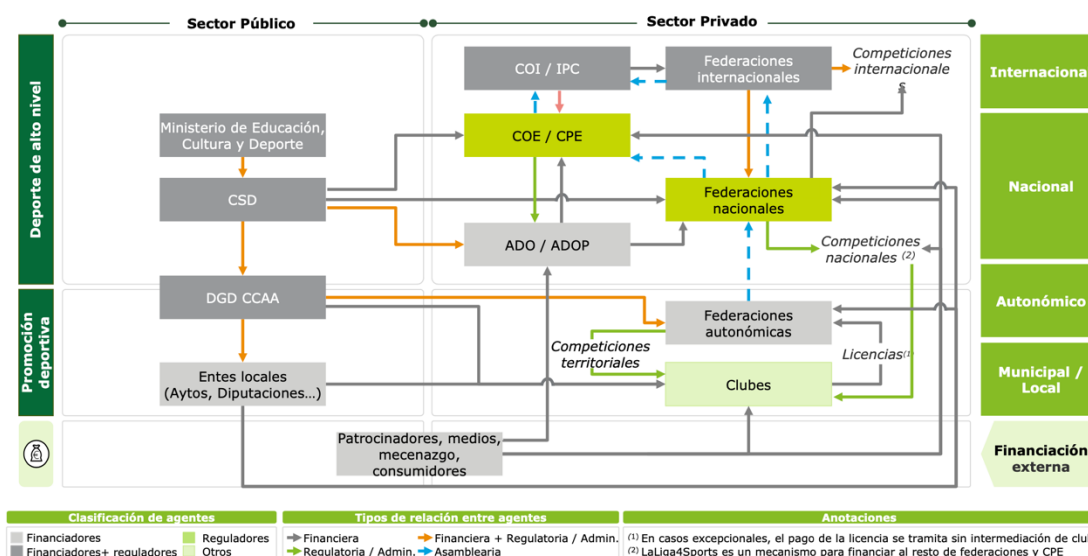 Sector Público
Sector Privado
Deporte de alto nivel
Promoción
deportiva
COI / IPC
Federaciones
internacionales
Competiciones
internacionale
s
Internaciona
Ministerio de Educación,
Cultura y Deporte
COE / CPE
CSD
Federaciones
nacionales
Nacional
ADO / ADOP
Competiciones
nacionales (2)
DGD CCAA
Federaciones
autonómicas
Autonómico
Competiciones
territoriales
Licencias(1)
Entes locales
(Aytos, Diputaciones…)
Clubes
Municipal /
Local
Patrocinadores, medios,
mecenazgo,
consumidores
Financiación
externa
Clasificación de agentes
Financiadores
Reguladores
Financiadores+ reguladores
Otros
Tipos de relación entre agentes
Financiera
Financiera + Regulatoria / Admin.
Regulatoria / Admin.
Asamblearia
Anotaciones
(1) En casos excepcionales, el pago de la licencia se tramita sin intermediación de clu
(2) LaLiga4Sports es un mecanismo para financiar al resto de federaciones y CPE